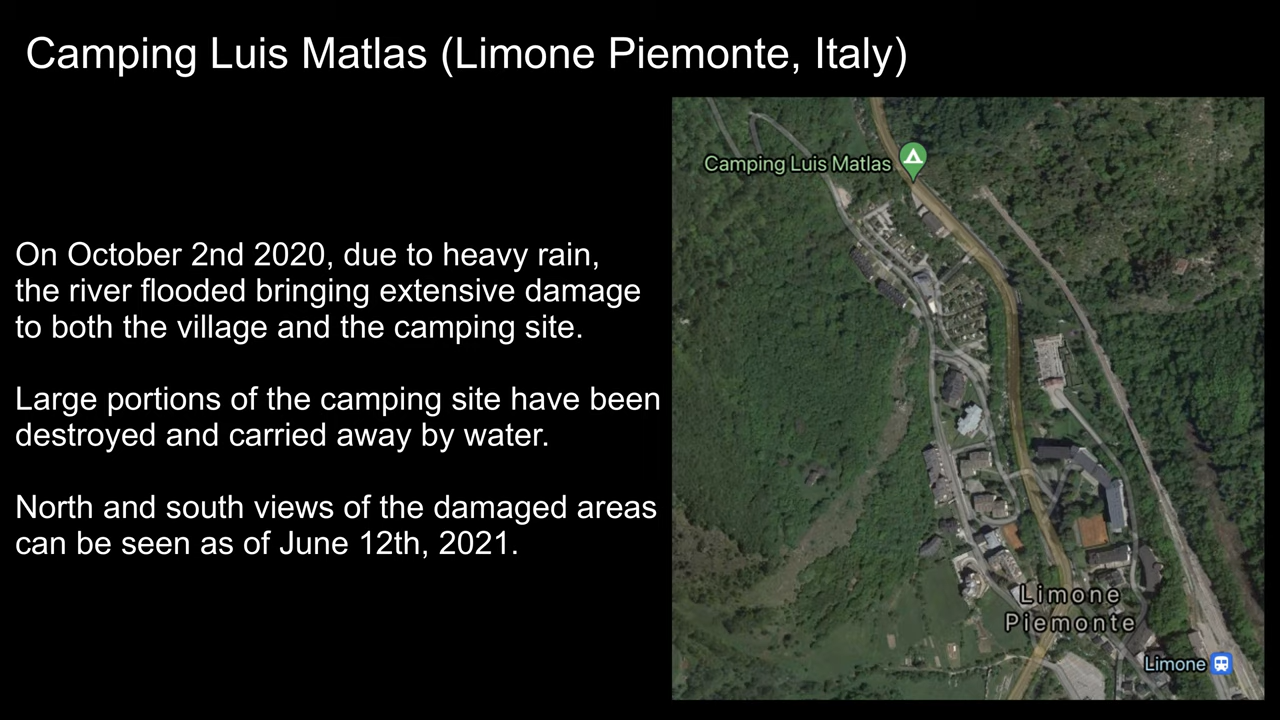 Camping Luis Matlas (Limone Piemonte, Italy)
On October 2nd 2020, due to heavy rain,
the river flooded bringing extensive damage
to both the village and the camping site.
Large portions of the camping site have been
destroyed and carried away by water.
North and south views of the damaged areas
can be seen as of June 12th, 2021.
Camping Luis Matlas
Limone
Piemonte
Limone